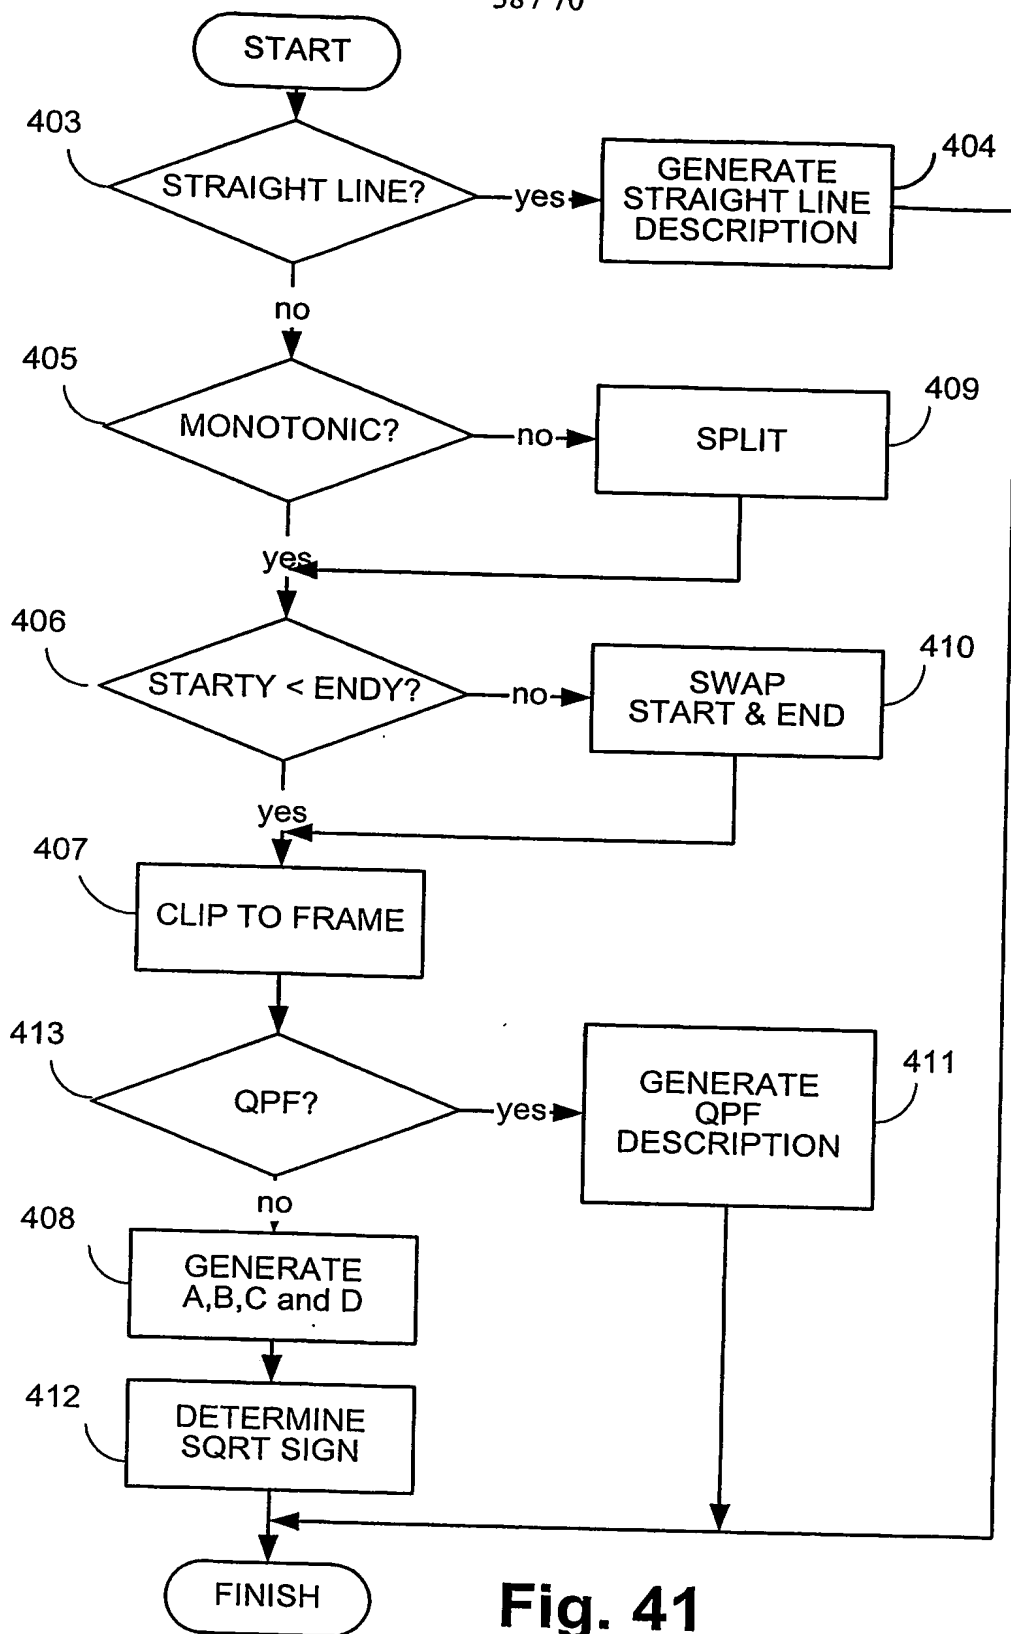 58 / 70
START
403
STRAIGHT LINE?
yes
GENERATE
STRAIGHT LINE
DESCRIPTION
404
no
405
MONOTONIC?
no
SPLIT
409
yes
406
STARTY < ENDY?
no
SWAP
START & END
410
yes
407
CLIP TO FRAME
413
QPF?
yes
GENERATE
QPF
DESCRIPTION
411
no
408
GENERATE
A,B,C and D
412
DETERMINE
SQRT SIGN
FINISH
Fig. 41